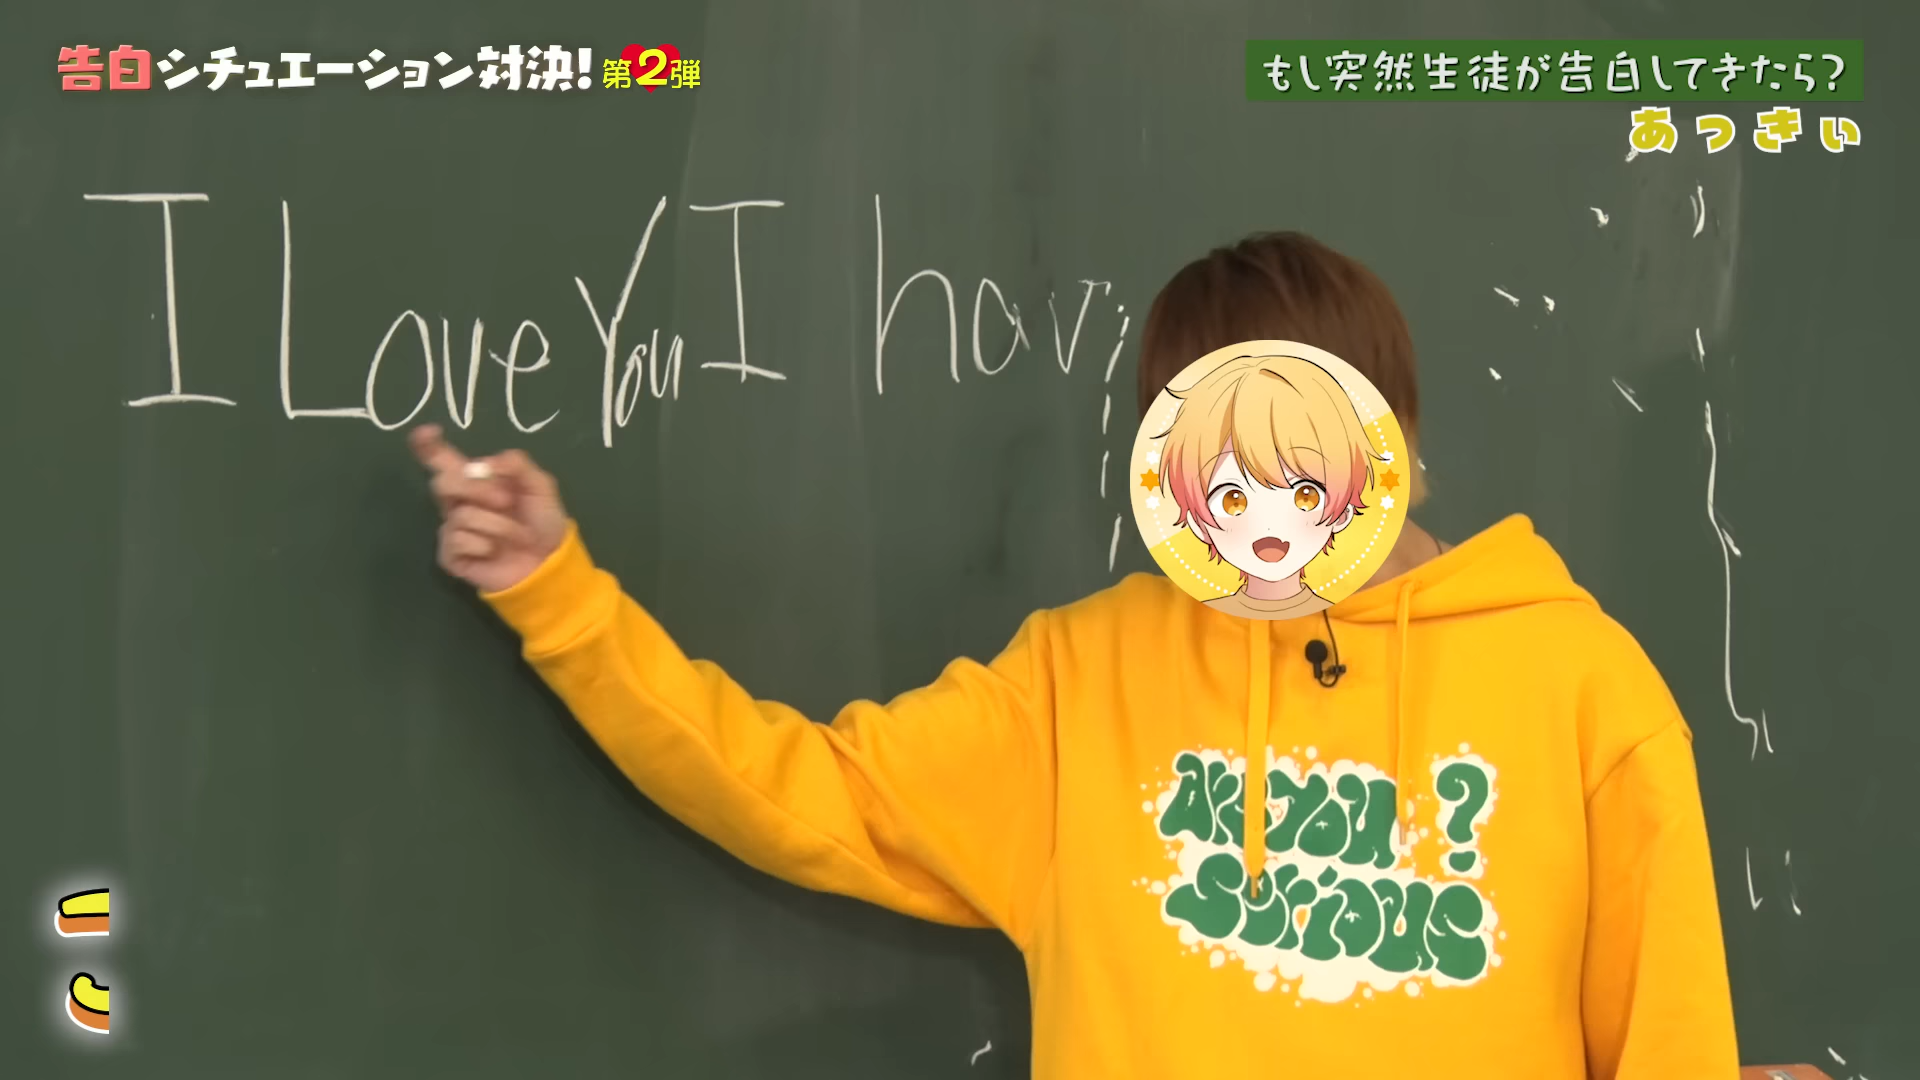 告白シチュエーション対決!第2弾
もし突然生徒が告白してきたら?
あっきぃ
I Love You I hav
Are you ?
Serious